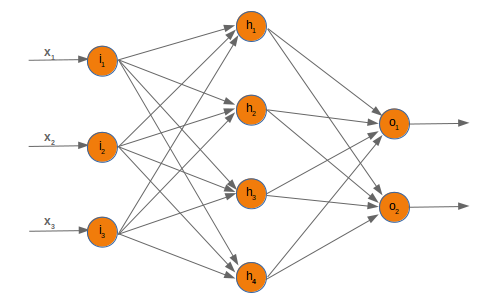 x₁ i₁ h₁
h₂ o₁
x₂ i₂
h₃ o₂
x₃ i₃
h₄